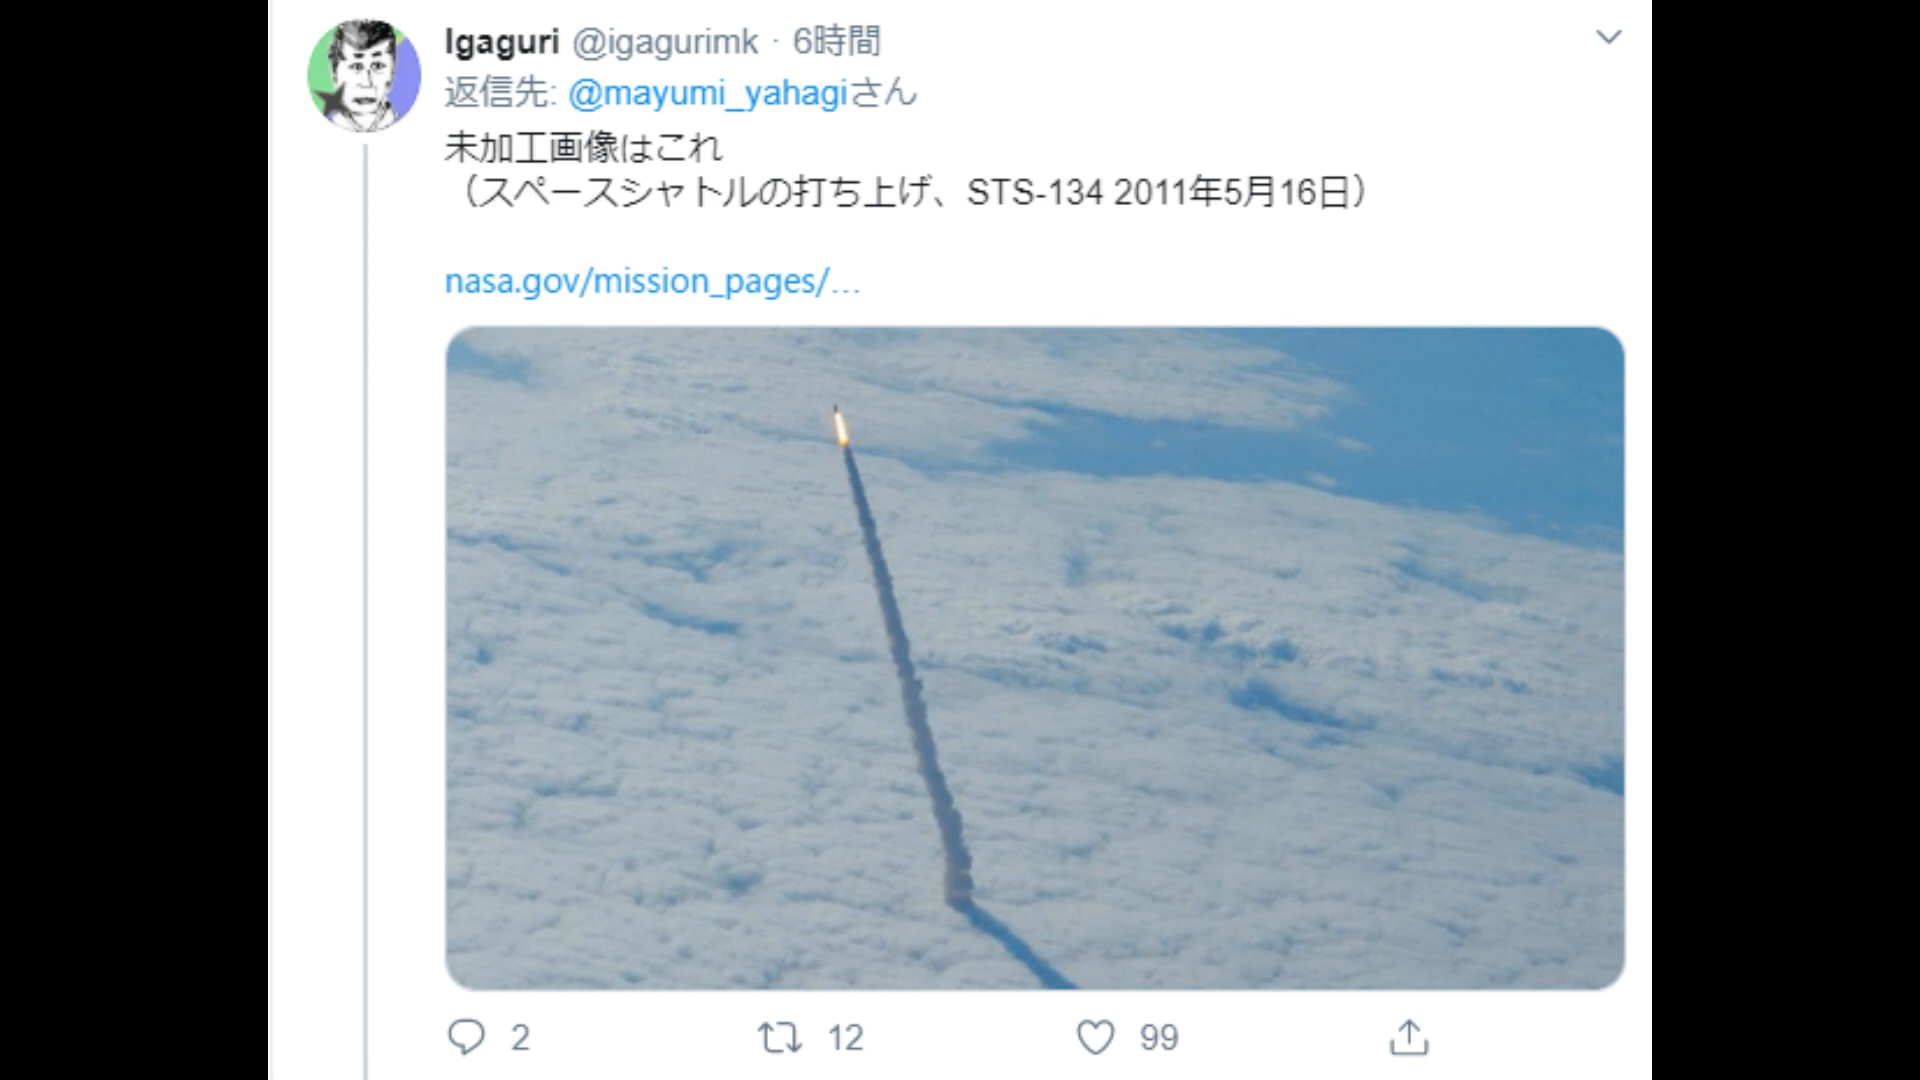 Igaguri @igagurimk · 6時間
返信先: @mayumi_yahagiさん
未加工画像はこれ
（スペースシャトルの打ち上げ、STS-134 2011年5月16日）
nasa.gov/mission_pages/…
2 12 99